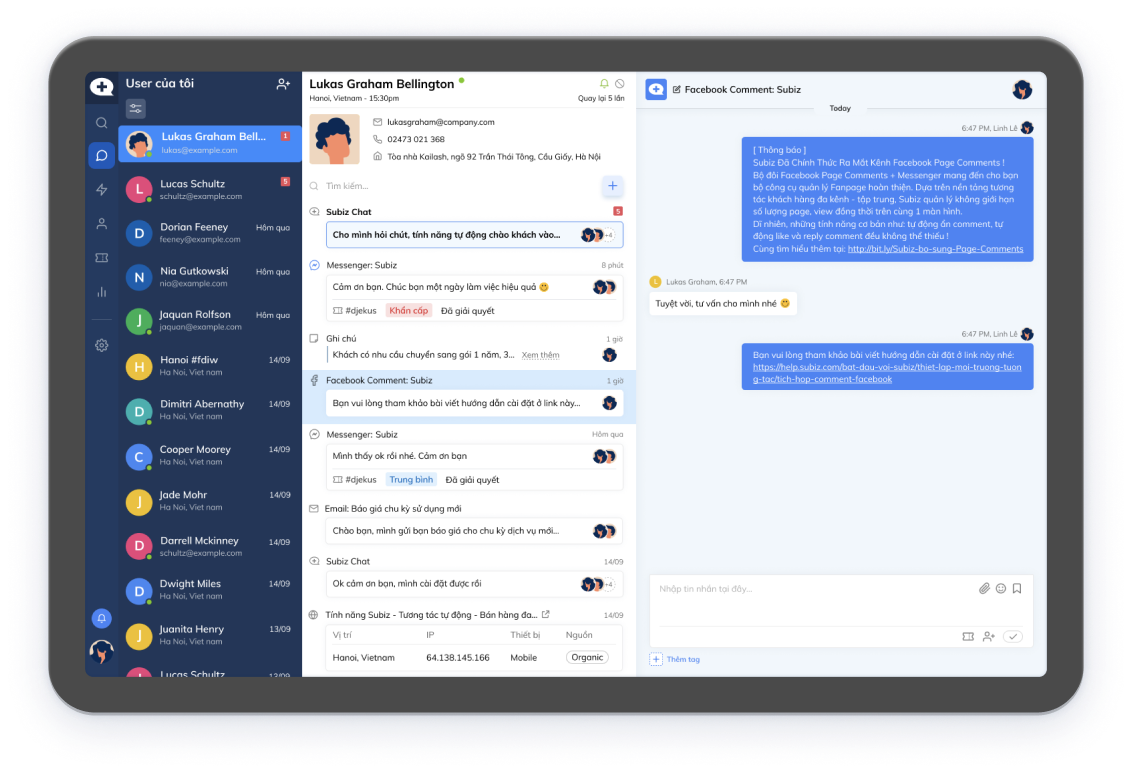 User của tôi
Lukas Graham Bell...
1
lukas@example.com
L
Lucas Schultz
5
schultz@example.com
D
Dorian Feeney
Hôm qua
feeney@example.com
N
Nia Gutkowski
Hôm qua
nia@example.com
J
Jaquan Rolfson
Hôm qua
jaquan@example.com
H
Hanoi #fdiw
14/09
Ha Noi, Viet nam
D
Dimitri Abernathy
14/09
Ha Noi, Viet nam
C
Cooper Moorey
14/09
Ha Noi, Viet nam
J
Jade Mohr
14/09
Ha Noi, Viet nam
D
Darrell Mckinney
14/09
schultz@example.com
D
Dwight Miles
14/09
Ha Noi, Viet nam
J
Juanita Henry
13/09
Ha Noi, Viet nam
Lucas Schultz
13/09
Lukas Graham Bellington
Hanoi, Vietnam - 15:30pm
Quay lại 5 lần
lukasgraham@company.com
02473 021 368
Tòa nhà Kailash, ngõ 92 Trần Thái Tông, Cầu Giấy, Hà Nội
Tìm kiếm...
Subiz Chat
5
Cho mình hỏi chút, tính năng tự động chào khách vào...
+4
Messenger: Subiz
8 phút
Cảm ơn bạn. Chúc bạn một ngày làm việc hiệu quả 😀
#djekus
Khẩn cấp
Đã giải quyết
Ghi chú
1 giờ
Khách có nhu cầu chuyển sang gói 1 năm, 3...
Xem thêm
Facebook Comment: Subiz
1 giờ
Bạn vui lòng tham khảo bài viết hướng dẫn cài đặt ở link này...
Messenger: Subiz
Hôm qua
Mình thấy ok rồi nhé. Cảm ơn bạn
#djekus
Trung bình
Đã giải quyết
Email: Báo giá chu kỳ sử dụng mới
Chào bạn, mình gửi bạn báo giá cho chu kỳ dịch vụ mới...
Subiz Chat
14/09
Ok cảm ơn bạn, mình cài đặt được rồi
+4
Tính năng Subiz - Tương tác tự động - Bán hàng đa...
14/09
Vị trí
IP
Thiết bị
Nguồn
Hanoi, Vietnam
64.138.145.166
Mobile
Organic
Facebook Comment: Subiz
Today
6:47 PM, Linh Lê
[ Thông báo ]
Subiz Đã Chính Thức Ra Mắt Kênh Facebook Page Comments !
Bộ đôi Facebook Page Comments + Messenger mang đến cho bạn
bộ công cụ quản lý Fanpage hoàn thiện. Dựa trên nền tảng tương
tác khách hàng đa kênh - tập trung, Subiz quản lý không giới hạn
số lượng page, view đồng thời trên cùng 1 màn hình.
Dĩ nhiên, những tính năng cơ bản như: tự động ẩn comment, tự
động like và reply comment đều không thể thiếu !
Cùng tìm hiểu thêm tại: http://bit.ly/Subiz-bo-sung-Page-Comments
L
Lukas Graham, 6:47 PM
Tuyệt vời, tư vấn cho mình nhé 😀
6:47 PM, Linh Lê
Bạn vui lòng tham khảo bài viết hướng dẫn cài đặt ở link này nhé:
https://help.subiz.com/bat-dau-voi-subiz/thiet-lap-moi-truong-tuon
g-tac/tich-hop-comment-facebook
Nhập tin nhắn tại đây...
Thêm tag